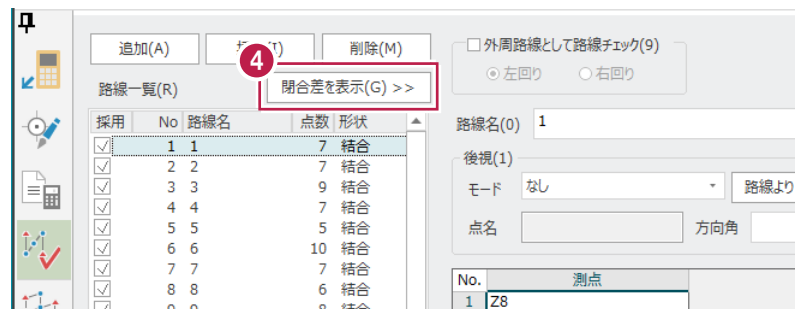 追加(A)
削除(M)
4
路線一覧(R)
閉合差を表示(G) >>
採用 No 路線名 点数 形状
1 1 7 結合
2 2 7 結合
3 3 9 結合
4 4 7 結合
5 5 5 結合
6 6 10 結合
7 7 7 結合
8 8 6 結合
外周路線として路線チェック(9)
左回り 右回り
路線名(0) 1
後視(1)
モード なし 路線より
点名 方向角
No. 測点
1 Z8